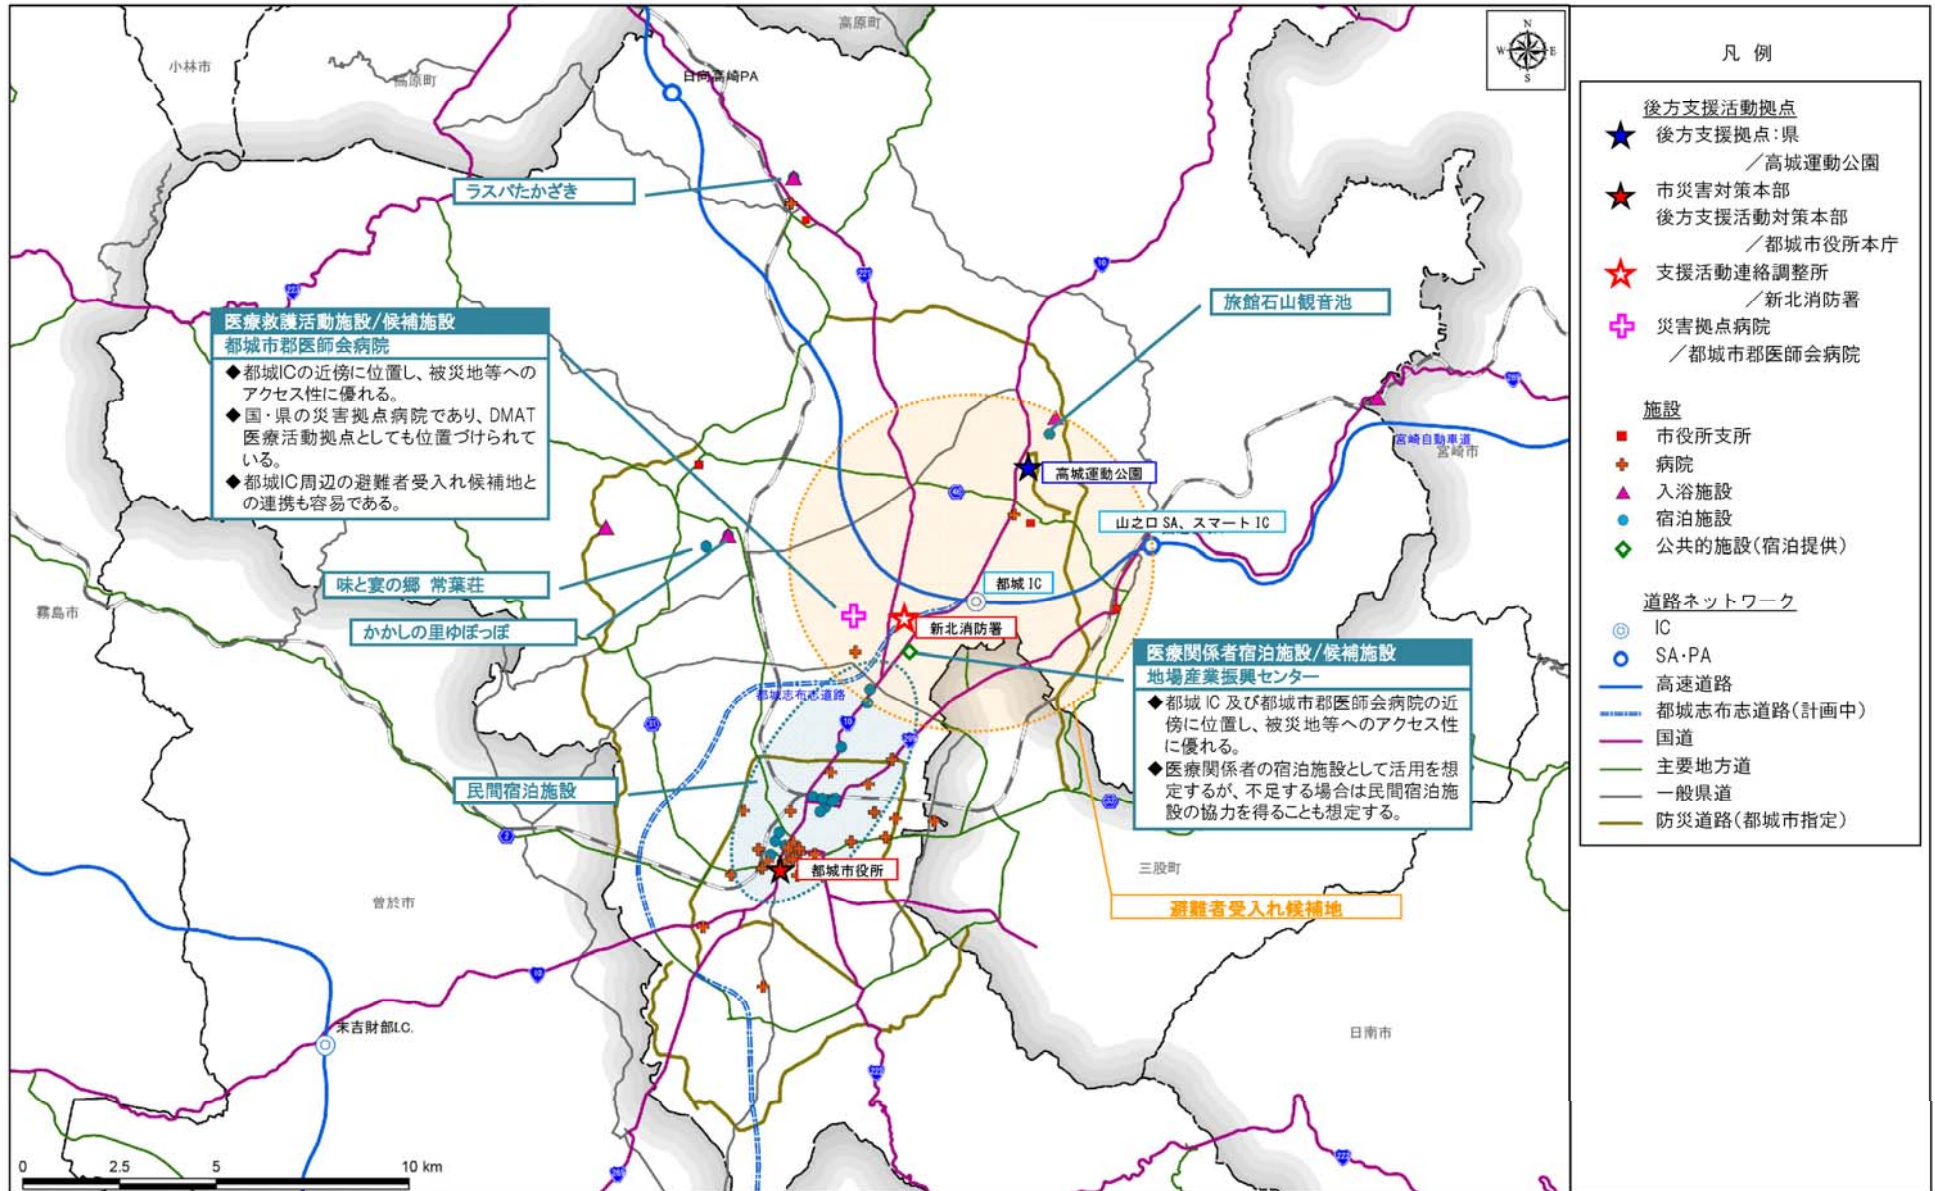 高原町
小林市
高原町
日向高崎PA
N
W
E
S
ラスパたかざき
221
10
223
旅館石山観音池
医療救護活動施設/候補施設
都城市郡医師会病院
◆都城ICの近傍に位置し、被災地等への
アクセス性に優れる。
◆国・県の災害拠点病院であり、DMAT
医療活動拠点としても位置づけられて
いる。
◆都城IC周辺の避難者受入れ候補地と
の連携も容易である。
宮崎自動車道
宮崎市
高城運動公園
山之口 SA、スマート IC
味と宴の郷 常葉荘
都城 IC
霧島市
かかしの里ゆぽっぽ
新北消防署
医療関係者宿泊施設/候補施設
地場産業振興センター
◆都城 IC 及び都城市郡医師会病院の近
傍に位置し、被災地等へのアクセス性
に優れる。
◆医療関係者の宿泊施設として活用を想
定するが、不足する場合は民間宿泊施
設の協力を得ることも想定する。
都城志布志道路
31
10
民間宿泊施設
2
都城市役所
三股町
曽於市
避難者受入れ候補地
10
末吉財部I.C.
日南市
222
222
0 2.5 5 10 km
凡 例
後方支援活動拠点
後方支援拠点:県
／高城運動公園
市災害対策本部
後方支援活動対策本部
／都城市役所本庁
支援活動連絡調整所
／新北消防署
災害拠点病院
／都城市郡医師会病院
施設
市役所支所
病院
入浴施設
宿泊施設
公共的施設(宿泊提供)
道路ネットワーク
IC
SA・PA
高速道路
都城志布志道路(計画中)
国道
主要地方道
一般県道
防災道路(都城市指定)